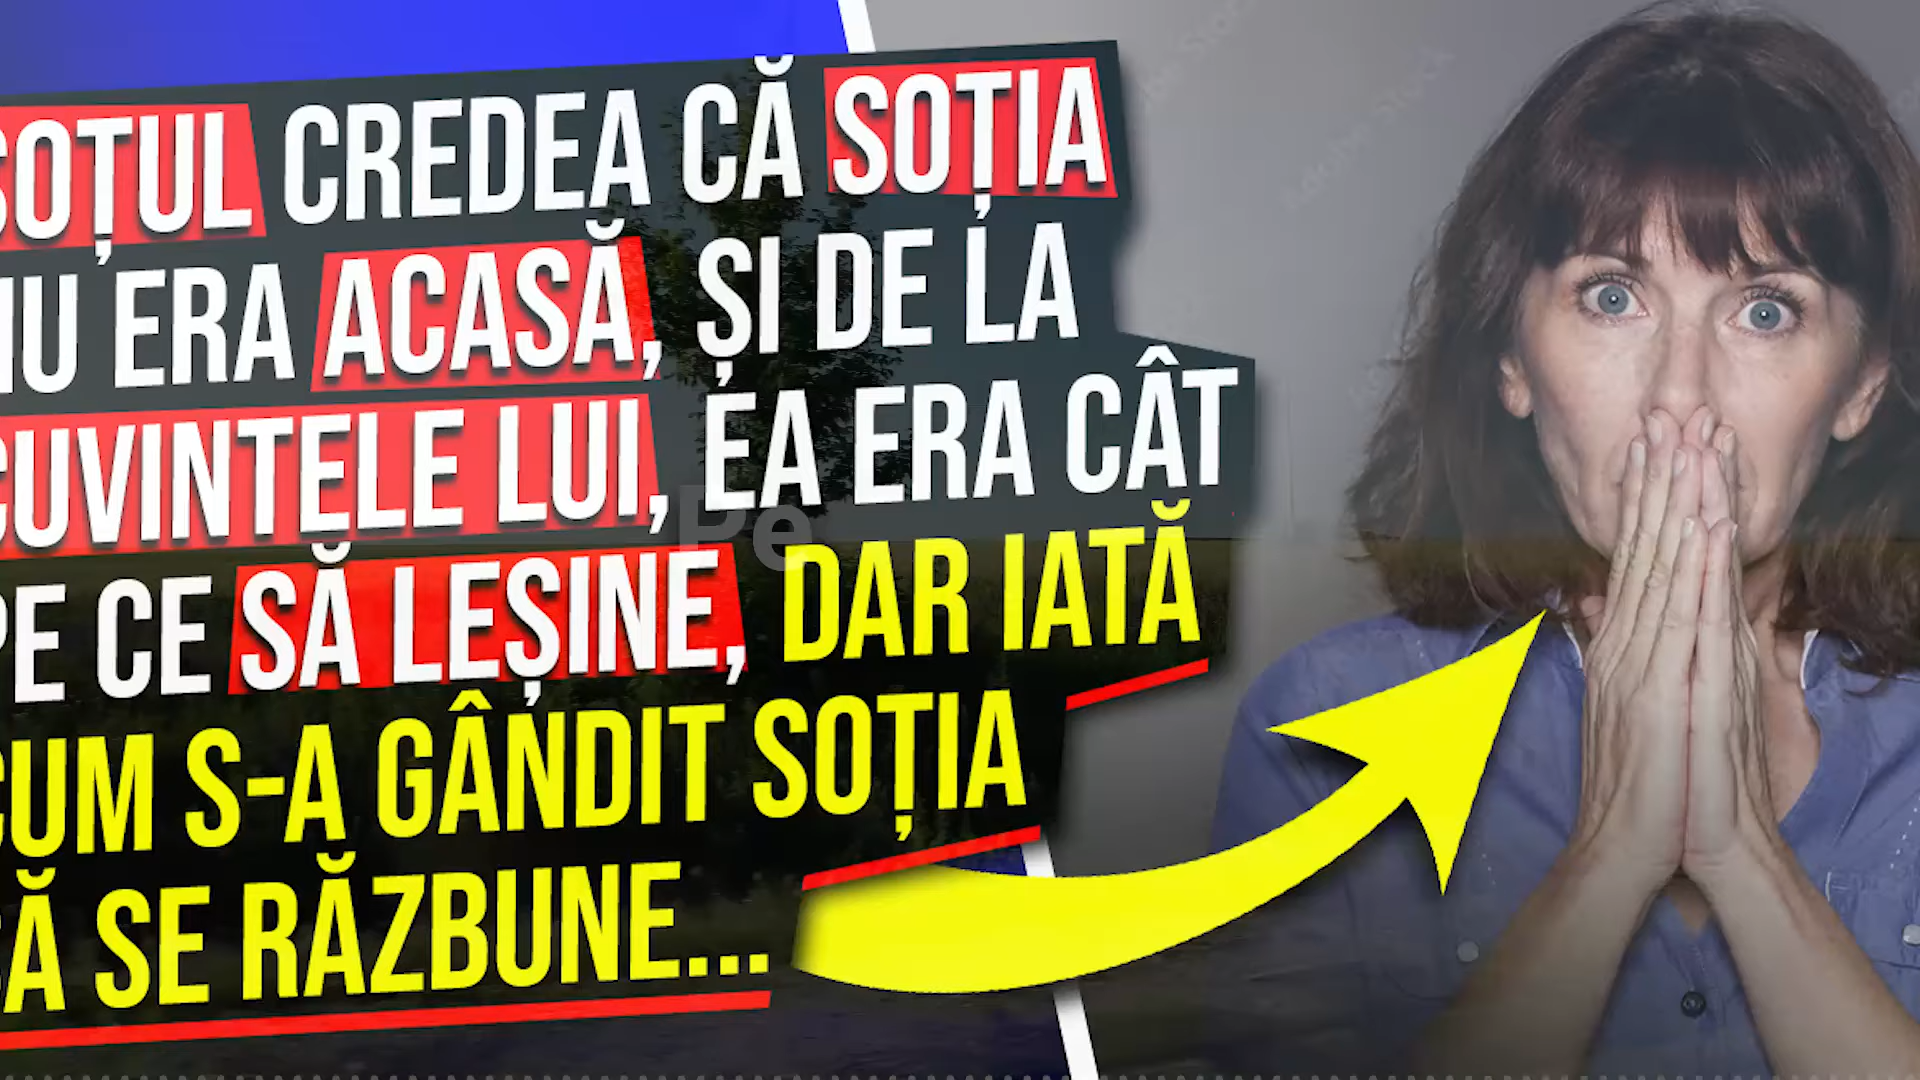 SOȚUL CREDEA CĂ SOȚIA
NU ERA ACASĂ, ȘI DE LA
CUVINTELE LUI, EA ERA CÂT
PE CE SĂ LEȘINE, DAR IATĂ
CUM S-A GÂNDIT SOȚIA
SĂ SE RĂZBUNE...
Pe